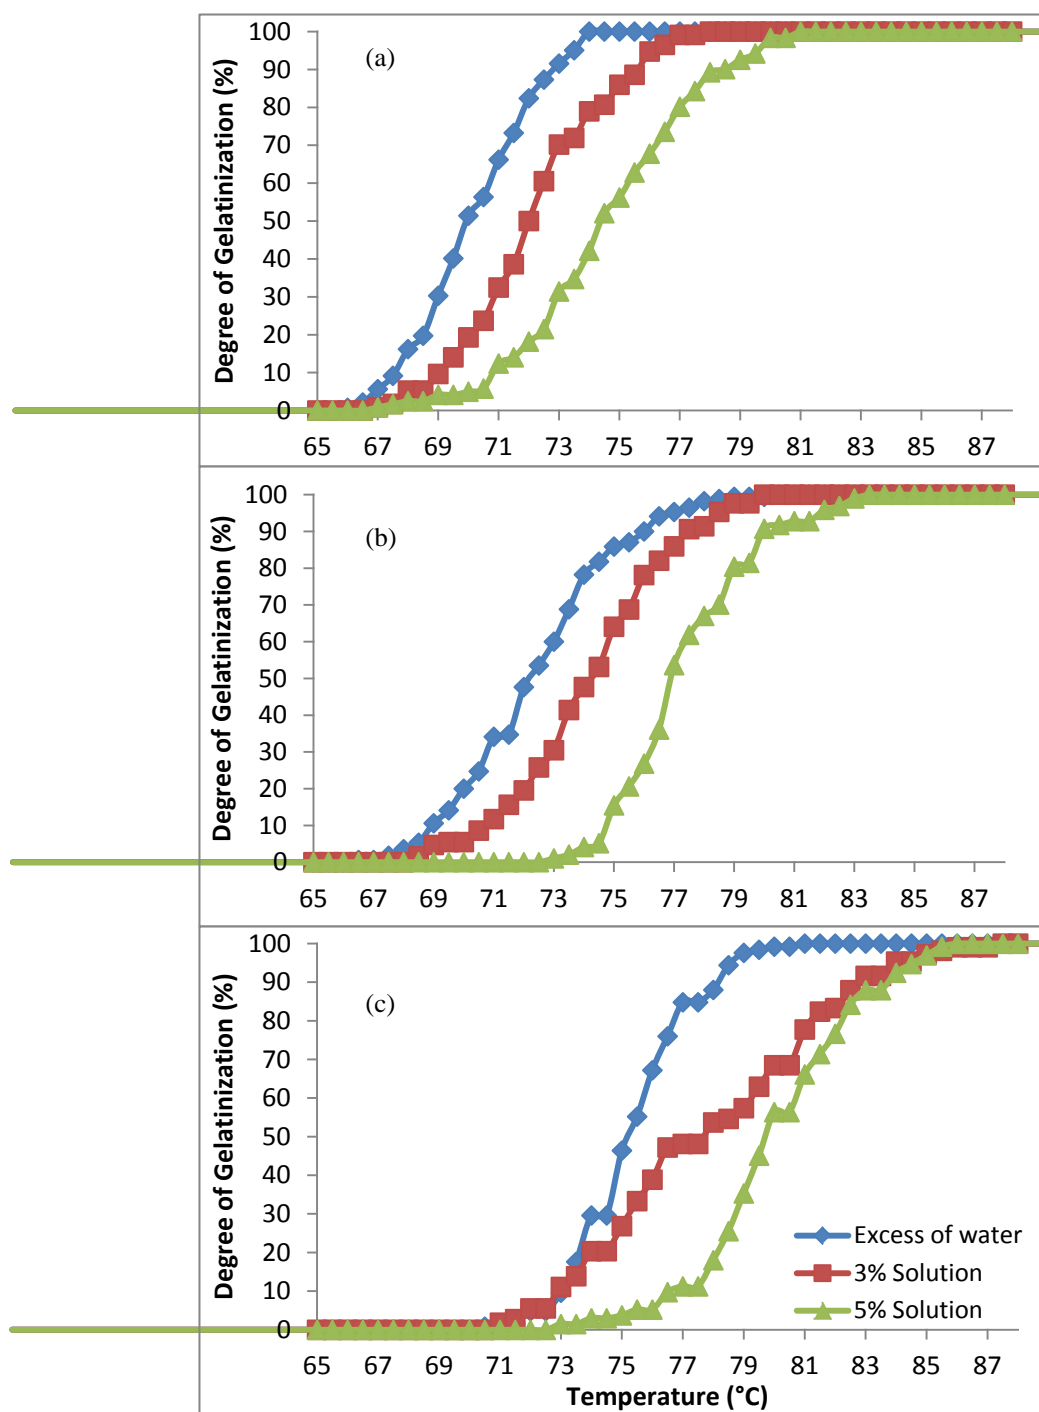 (a)
Degree of Gelatinization (%)
100
90
80
70
60
50
40
30
20
10
0
65 67 69 71 73 75 77 79 81 83 85 87
(b)
Degree of Gelatinization (%)
100
90
80
70
60
50
40
30
20
10
0
65 67 69 71 73 75 77 79 81 83 85 87
(c)
Degree of Gelatinization (%)
100
90
80
70
60
50
40
30
20
10
0
Excess of water
3% Solution
5% Solution
65 67 69 71 73 75 77 79 81 83 85 87
Temperature (°C)